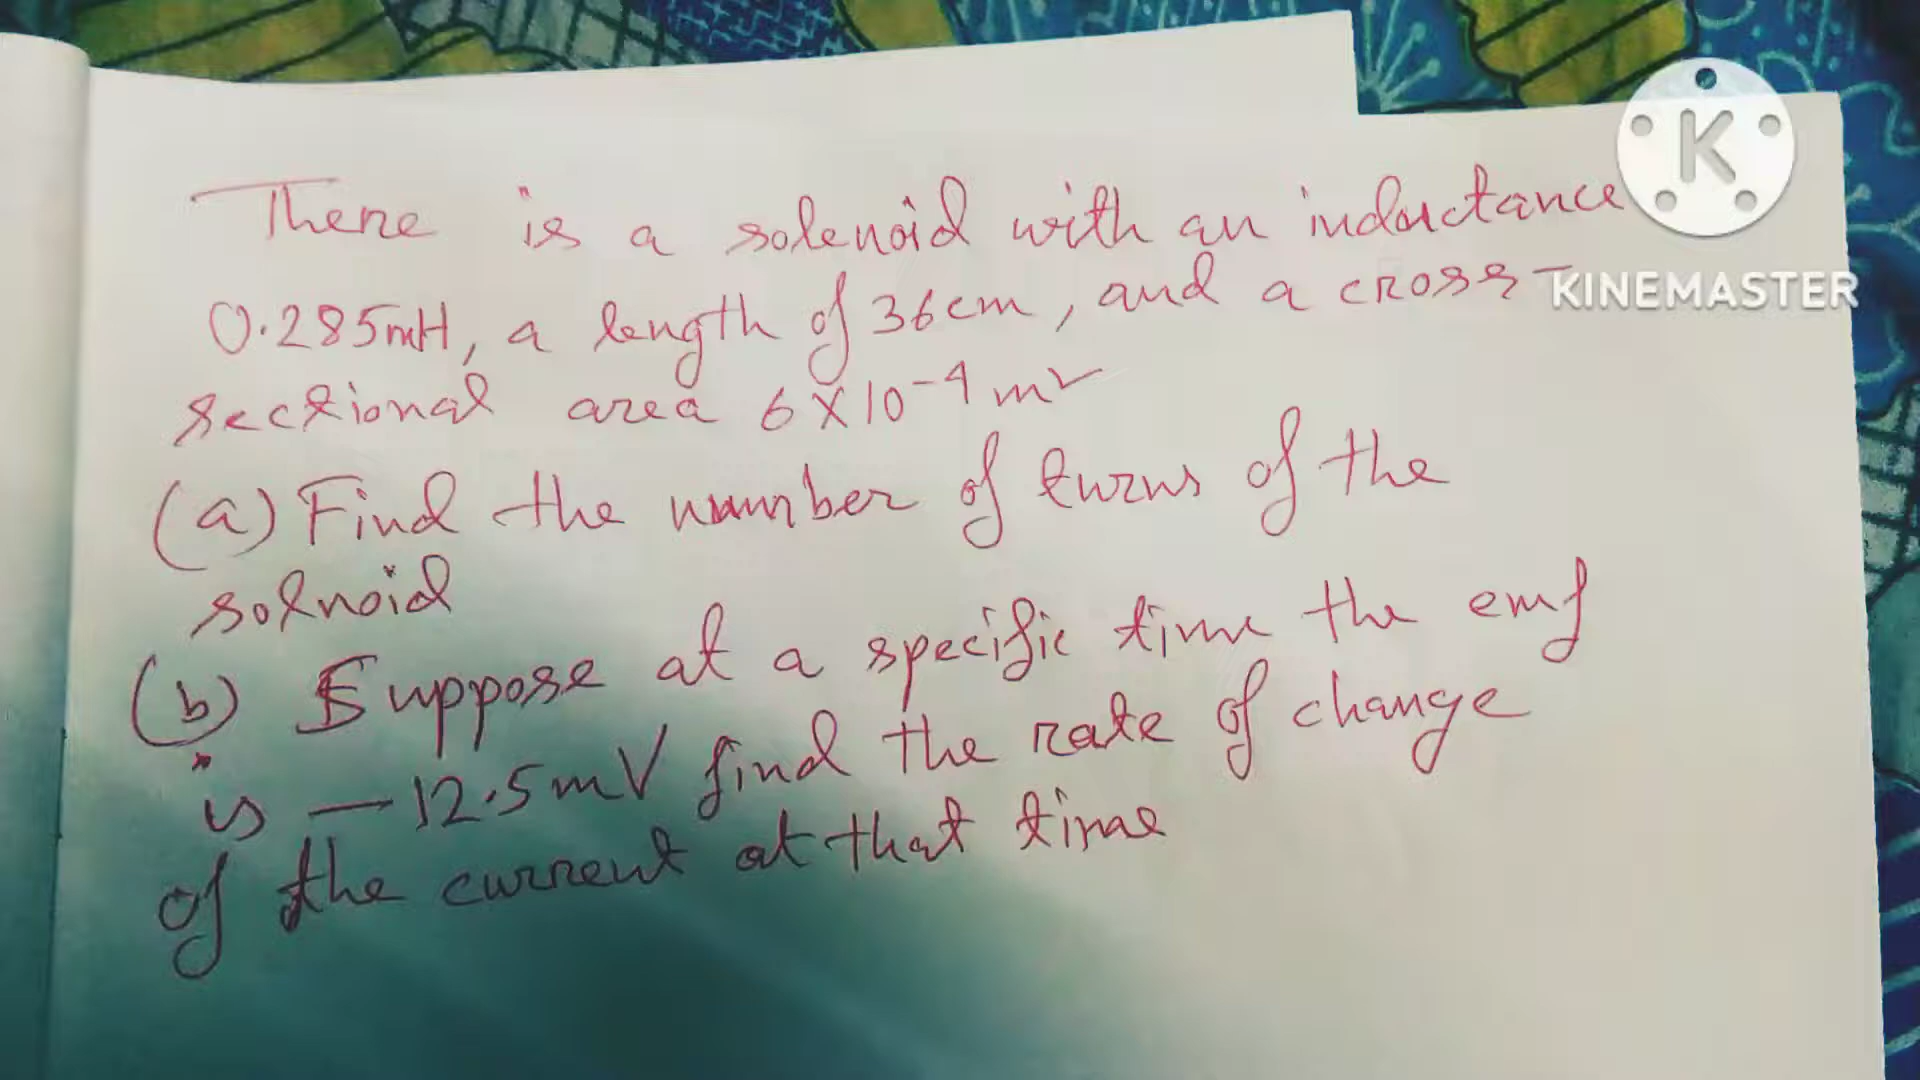 There is a solenoid with an inductance
0.285mH, a length of 36cm, and a cross-
sectional area 6×10⁻⁴ m²
(a) Find the number of turns of the
solnoid
(b) Suppose at a specific time the emf
is —12.5mV find the rate of change
of the current at that time
K
KINEMASTER